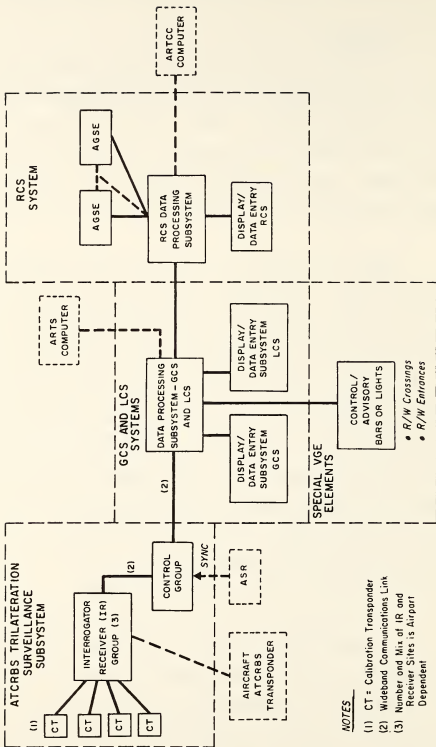 ATCRBS TRILATERATION
SURVEILLANCE
SUBSYSTEM
(1)
CT
CT
CT
CT
INTERROGATOR
RECEIVER (IR)
GROUP (3)
(2)
CONTROL
GROUP
SYNC
ASR
AIRCRAFT
ATCRBS
TRANSPONDER
(2)
ARTS
COMPUTER
GCS AND LCS
SYSTEMS
DATA PROCESSING
SUBSYSTEM-GCS
AND LCS
DISPLAY/
DATA ENTRY
SUBSYSTEM
GCS
DISPLAY/
DATA ENTRY
SUBSYSTEM
LCS
SPECIAL VGE
ELEMENTS
CONTROL/
ADVISORY
BARS OR LIGHTS
• R/W Crossings
• R/W Entrances
RCS
SYSTEM
AGSE
AGSE
RCS DATA
PROCESSING
SUBSYSTEM
DISPLAY/
DATA ENTRY
RCS
ARTCC
COMPUTER
NOTES
(1) CT = Calibration Transponder
(2) Wideband Communications Link
(3) Number and Mix of IR and
Receiver Sites is Airport
Dependent